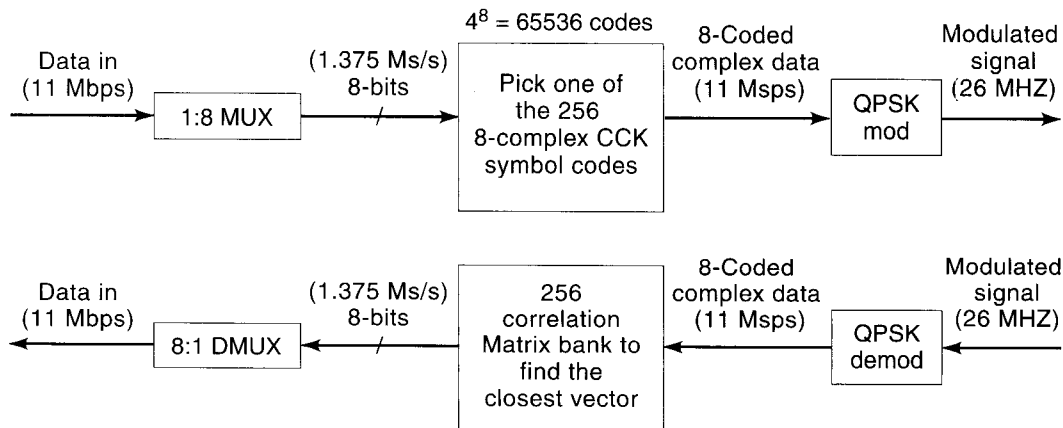 4⁸ = 65536 codes
Data in
(11 Mbps)
1:8 MUX
(1.375 Ms/s)
8-bits
Pick one of
the 256
8-complex CCK
symbol codes
8-Coded
complex data
(11 Msps)
QPSK
mod
Modulated
signal
(26 MHZ)
Data in
(11 Mbps)
8:1 DMUX
(1.375 Ms/s)
8-bits
256
correlation
Matrix bank to
find the
closest vector
8-Coded
complex data
(11 Msps)
QPSK
demod
Modulated
signal
(26 MHZ)